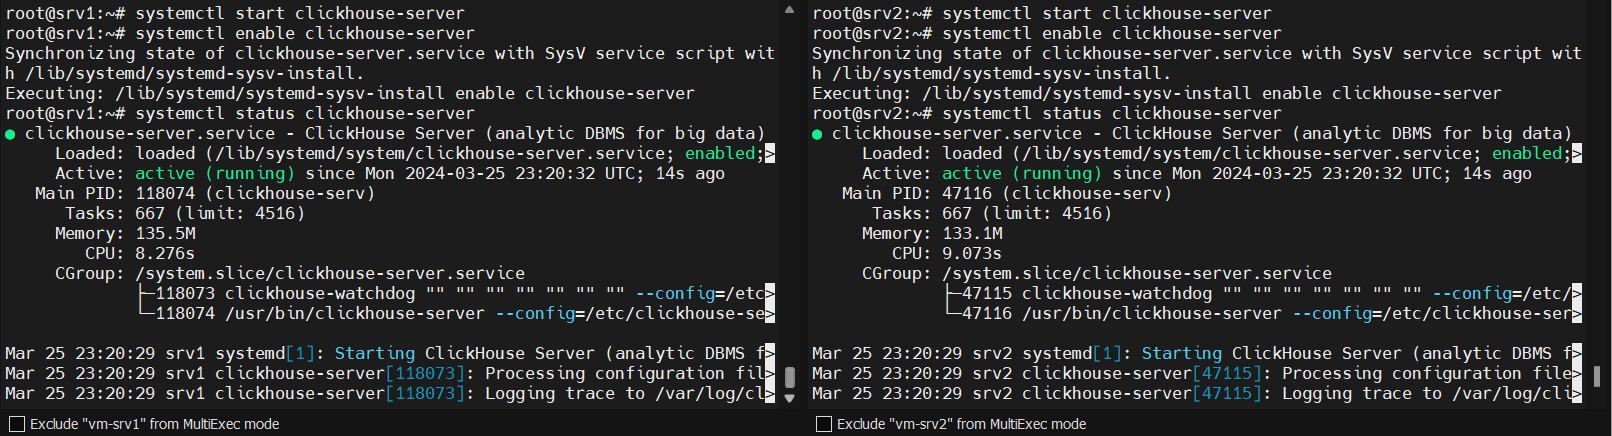 root@srv1:~# systemctl start clickhouse-server
root@srv1:~# systemctl enable clickhouse-server
Synchronizing state of clickhouse-server.service with SysV service script wit
h /lib/systemd/systemd-sysv-install.
Executing: /lib/systemd/systemd-sysv-install enable clickhouse-server
root@srv1:~# systemctl status clickhouse-server
● clickhouse-server.service - ClickHouse Server (analytic DBMS for big data)
     Loaded: loaded (/lib/systemd/system/clickhouse-server.service; enabled;>
     Active: active (running) since Mon 2024-03-25 23:20:32 UTC; 14s ago
   Main PID: 118074 (clickhouse-serv)
      Tasks: 667 (limit: 4516)
     Memory: 135.5M
        CPU: 8.276s
     CGroup: /system.slice/clickhouse-server.service
             ├─118073 clickhouse-watchdog "" "" "" "" "" "" "" --config=/etc>
             └─118074 /usr/bin/clickhouse-server --config=/etc/clickhouse-se>
Mar 25 23:20:29 srv1 systemd[1]: Starting ClickHouse Server (analytic DBMS f>
Mar 25 23:20:29 srv1 clickhouse-server[118073]: Processing configuration fil>
Mar 25 23:20:29 srv1 clickhouse-server[118073]: Logging trace to /var/log/cl>
Exclude "vm-srv1" from MultiExec mode
root@srv2:~# systemctl start clickhouse-server
root@srv2:~# systemctl enable clickhouse-server
Synchronizing state of clickhouse-server.service with SysV service script wit
h /lib/systemd/systemd-sysv-install.
Executing: /lib/systemd/systemd-sysv-install enable clickhouse-server
root@srv2:~# systemctl status clickhouse-server
● clickhouse-server.service - ClickHouse Server (analytic DBMS for big data)
     Loaded: loaded (/lib/systemd/system/clickhouse-server.service; enabled;>
     Active: active (running) since Mon 2024-03-25 23:20:32 UTC; 14s ago
   Main PID: 47116 (clickhouse-serv)
      Tasks: 667 (limit: 4516)
     Memory: 133.1M
        CPU: 9.073s
     CGroup: /system.slice/clickhouse-server.service
             ├─47115 clickhouse-watchdog "" "" "" "" "" "" "" --config=/etc/>
             └─47116 /usr/bin/clickhouse-server --config=/etc/clickhouse-ser>
Mar 25 23:20:29 srv2 systemd[1]: Starting ClickHouse Server (analytic DBMS f>
Mar 25 23:20:29 srv2 clickhouse-server[47115]: Processing configuration file>
Mar 25 23:20:29 srv2 clickhouse-server[47115]: Logging trace to /var/log/cli>
Exclude "vm-srv2" from MultiExec mode